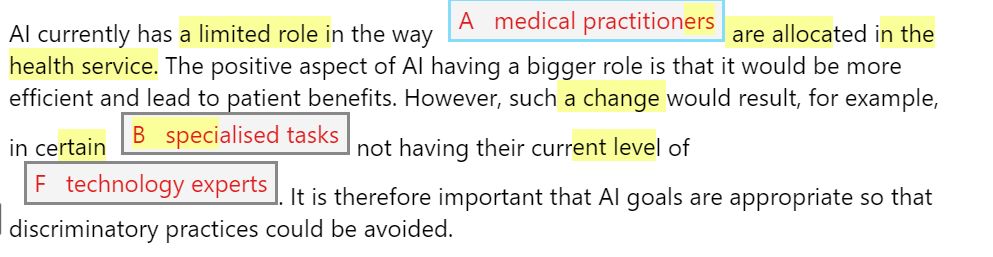 AI currently has a limited role in the way A medical practitioners are allocated in the
health service. The positive aspect of AI having a bigger role is that it would be more
efficient and lead to patient benefits. However, such a change would result, for example,
in certain B specialised tasks not having their current level of
F technology experts. It is therefore important that AI goals are appropriate so that
discriminatory practices could be avoided.